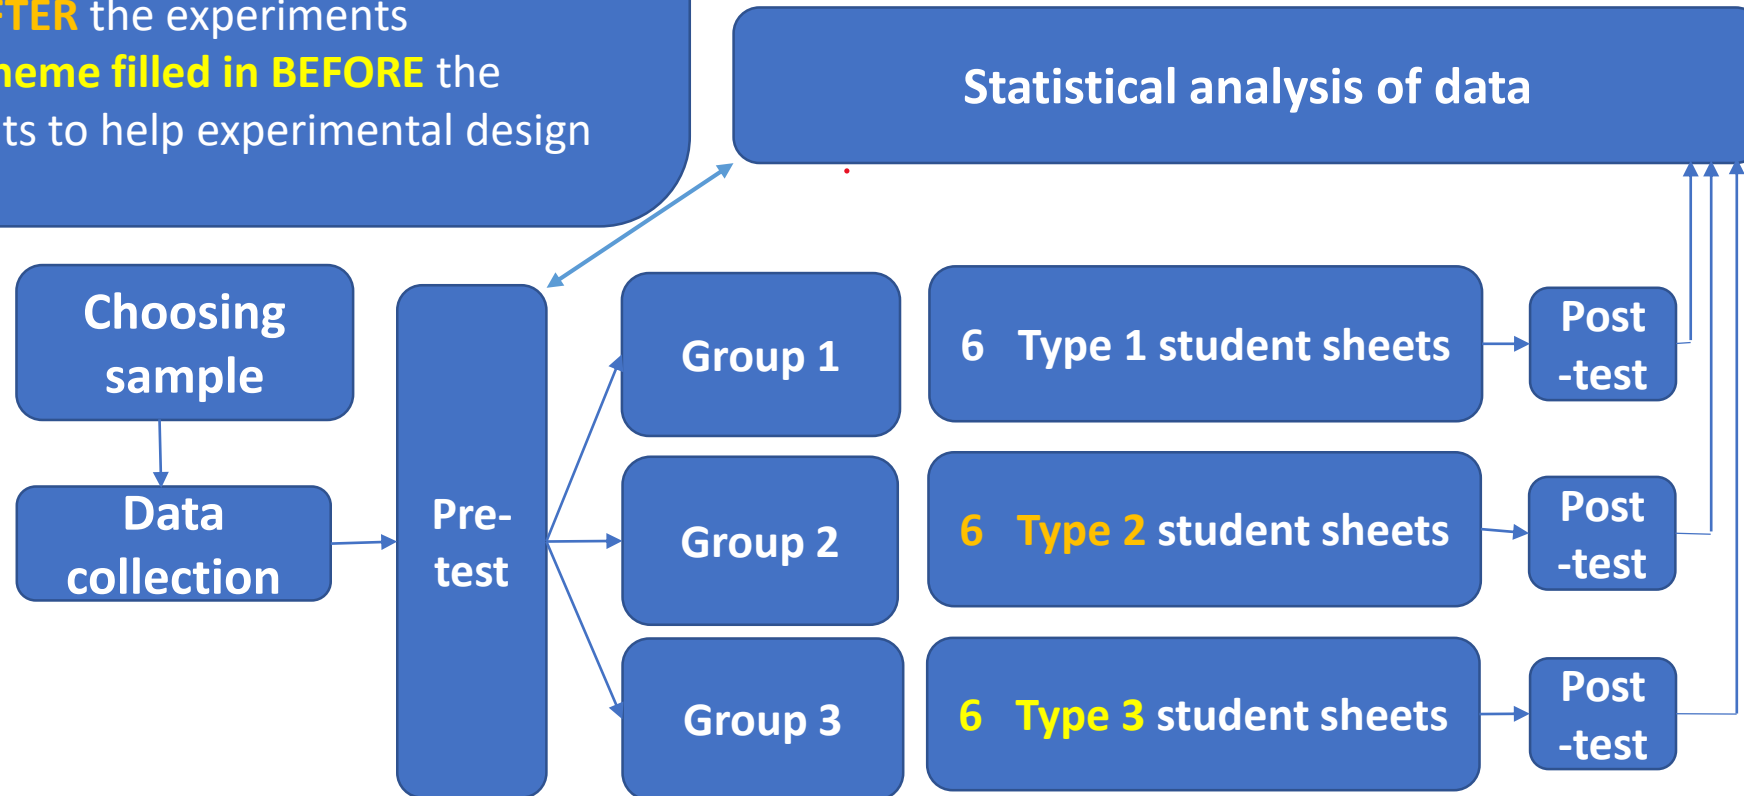 the experiments
filled in BEFORE the
to help experimental design
Statistical analysis of data
Choosing
sample
Data
collection
Pre-
test
Group 1
6 Type 1 student sheets
Post
-test
Group 2
6 Type 2 student sheets
Post
-test
Group 3
6 Type 3 student sheets
Post
-test